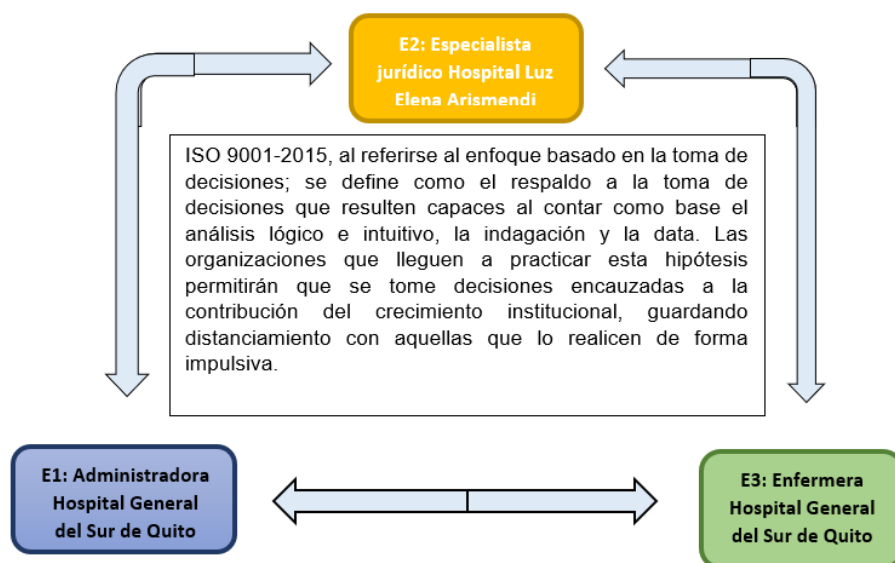 E2: Especialista
jurídico Hospital Luz
Elena Arismendi
ISO 9001-2015, al referirse al enfoque basado en la toma de
decisiones; se define como el respaldo a la toma de
decisiones que resulten capaces al contar como base el
análisis lógico e intuitivo, la indagación y la data. Las
organizaciones que lleguen a practicar esta hipótesis
permitirán que se tome decisiones encauzadas a la
contribución del crecimiento institucional, guardando
distanciamiento con aquellas que lo realicen de forma
impulsiva.
E1: Administradora
Hospital General
del Sur de Quito
E3: Enfermera
Hospital General
del Sur de Quito